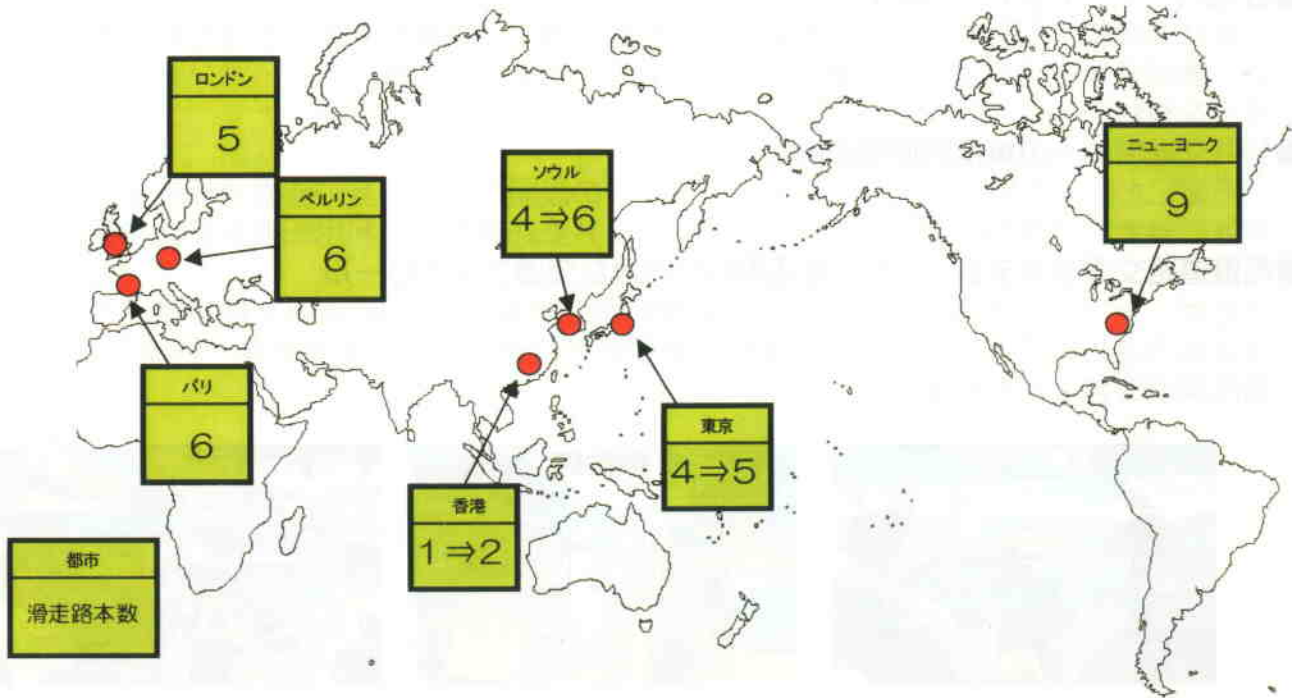 ロンドン
5
ベルリン
6
ソウル
4⇒6
ニューヨーク
9
パリ
6
東京
4⇒5
香港
1⇒2
都市
滑走路本数